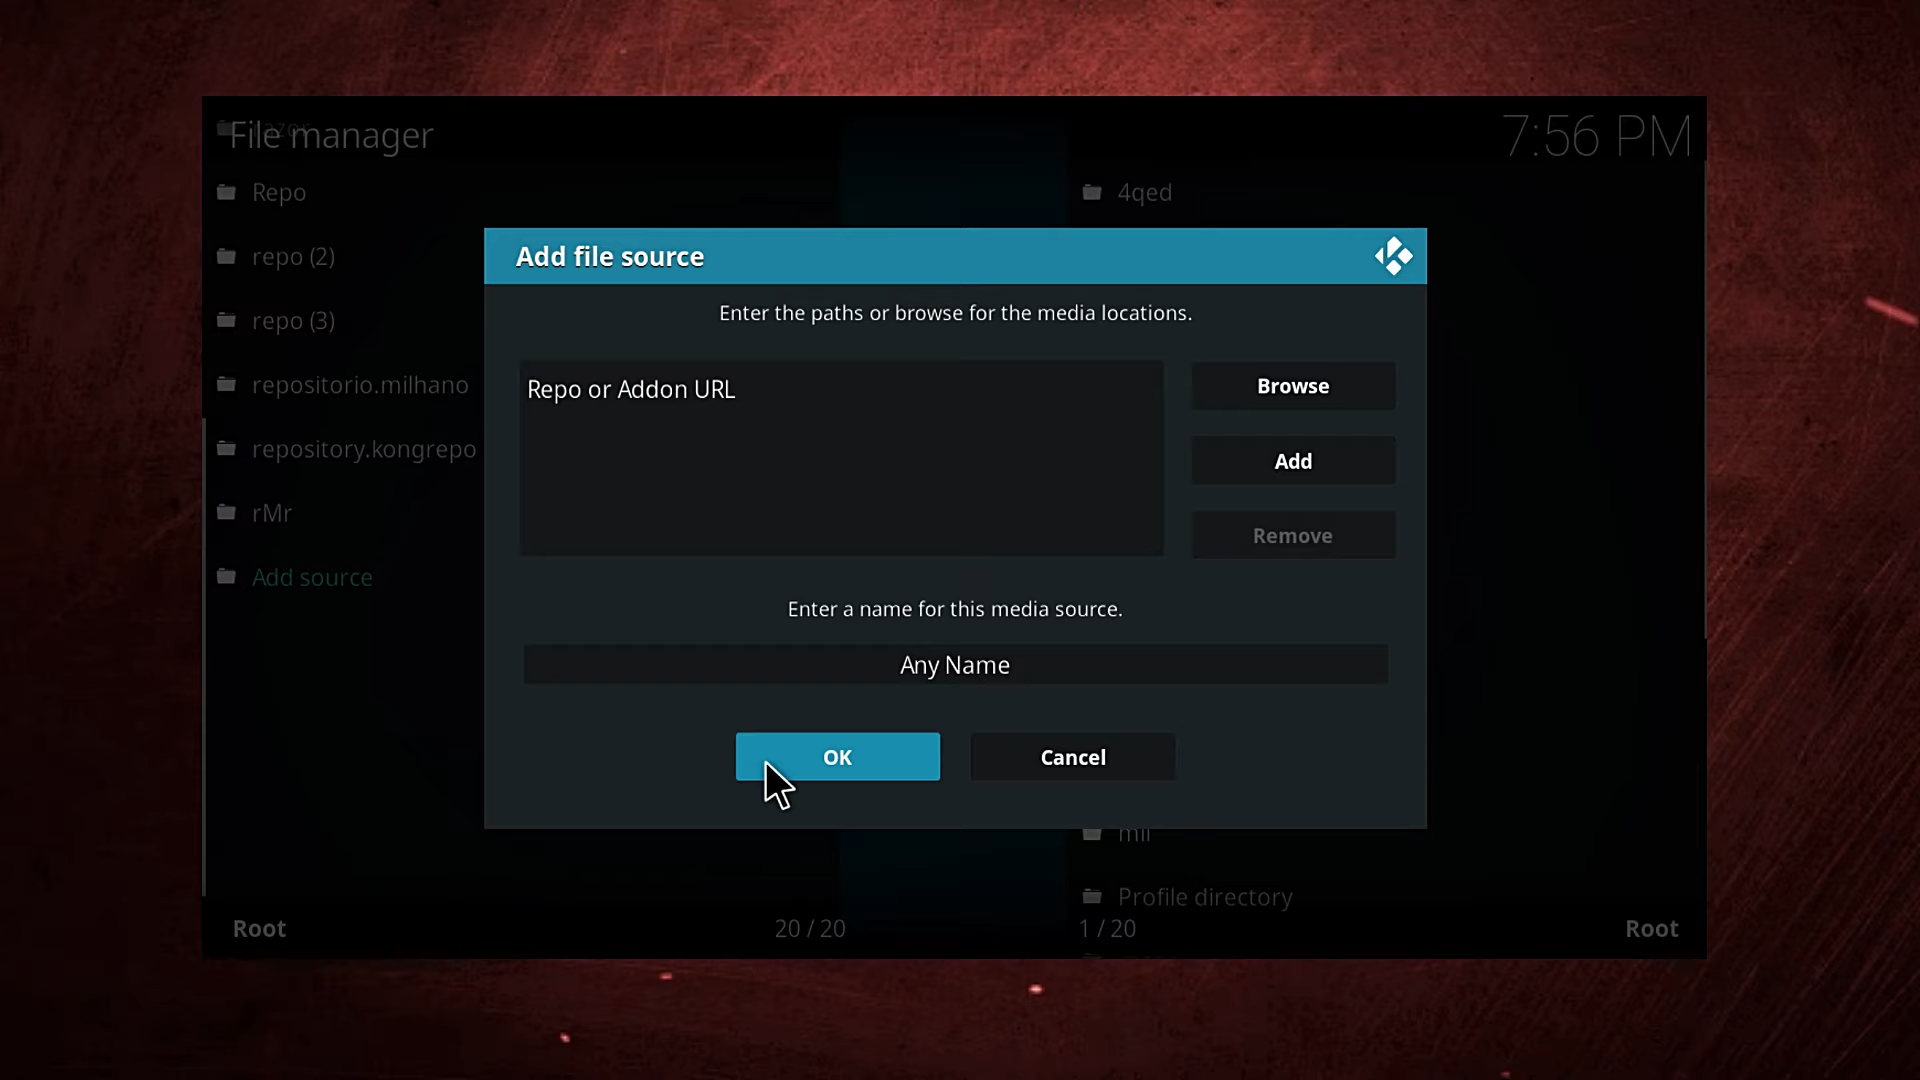 File manager
7:56 PM
Repo
repo (2)
repo (3)
repositorio.milhano
repository.kongrepo
rMr
Add source
4qed
Add file source
Enter the paths or browse for the media locations.
Repo or Addon URL
Browse
Add
Remove
Enter a name for this media source.
Any Name
OK
Cancel
Profile directory
Root
20 / 20
1 / 20
Root